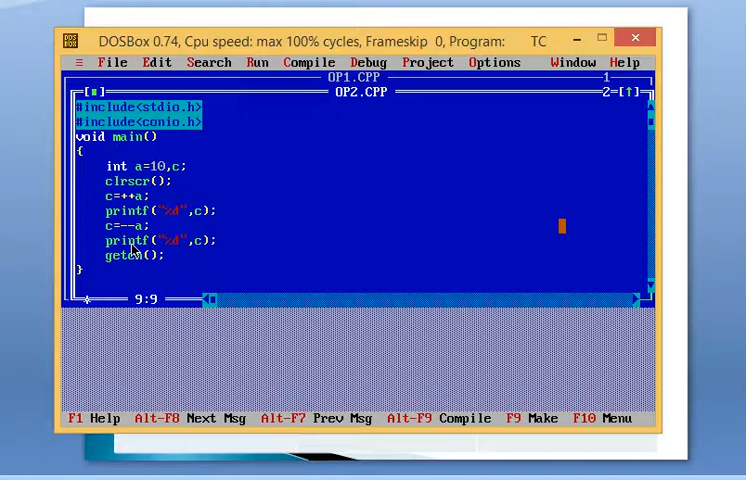 DOSBox 0.74, Cpu speed: max 100% cycles, Frameskip 0, Program: TC
≡ File Edit Search Run Compile Debug Project Options Window Help
OP1.CPP 1
[■] OP2.CPP 2=[↑]
#include<stdio.h>
#include<conio.h>
void main()
{
int a=10,c;
clrscr();
c=++a;
printf("%d",c);
c=--a;
printf("%d",c);
getch();
}
9:9
F1 Help Alt-F8 Next Msg Alt-F7 Prev Msg Alt-F9 Compile F9 Make F10 Menu